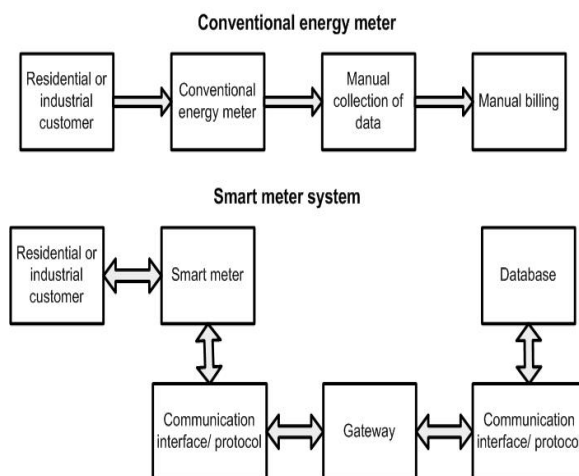 Conventional energy meter
Residential or
industrial
customer
Conventional
energy meter
Manual
collection of
data
Manual billing
Smart meter system
Residential or
industrial
customer
Smart meter
Database
Communication
interface/ protocol
Gateway
Communication
interface/ protocol